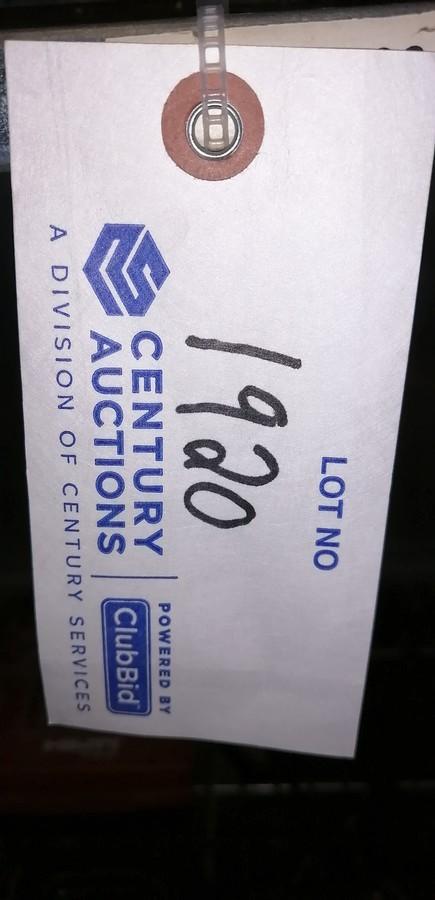 LOT NO
1920
CENTURY
AUCTIONS
POWERED BY
ClubBid
A DIVISION OF CENTURY SERVICES